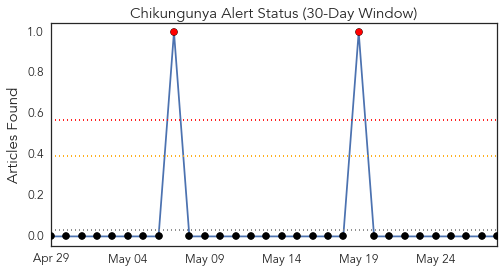 Chikungunya Alert Status (30-Day Window)
Articles Found
1.0
0.8
0.6
0.4
0.2
0.0
Apr 29 May 04 May 09 May 14 May 19 May 24